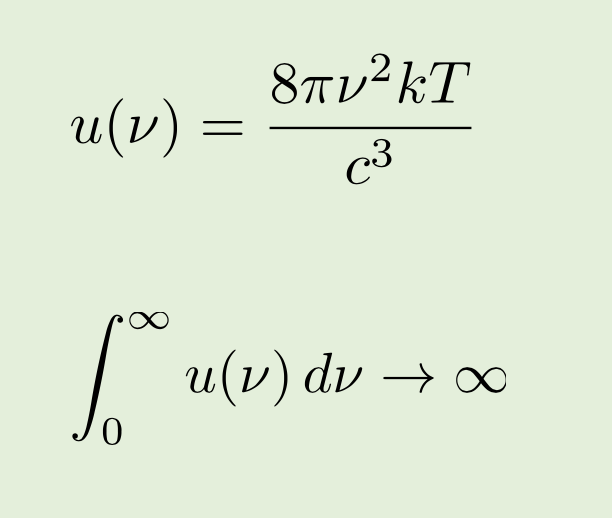 u(ν) = 8πν²kT / c³
∫₀^∞ u(ν) dν → ∞